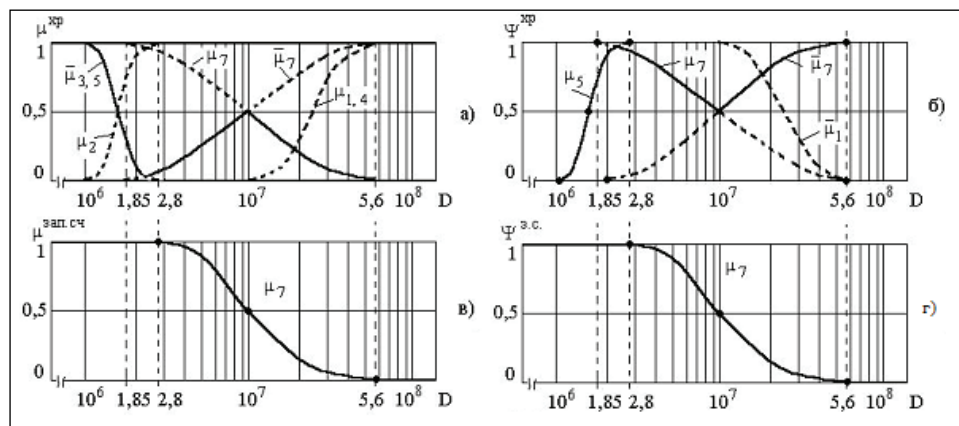 μ^хр
1
0,5
0
μ̄3, 5
μ2
μ7
μ̄7
μ1, 4
а)
10^6 1,85 2,8 10^7 5,6 10^8 D
Ψ^хр
1
0,5
0
μ5
μ7
μ̄7
μ̄1
б)
10^6 1,85 2,8 10^7 5,6 10^8 D
μ^зап.сч
1
0,5
0
μ7
в)
10^6 1,85 2,8 10^7 5,6 10^8 D
Ψ^з.с.
1
0,5
0
μ7
г)
10^6 1,85 2,8 10^7 5,6 10^8 D